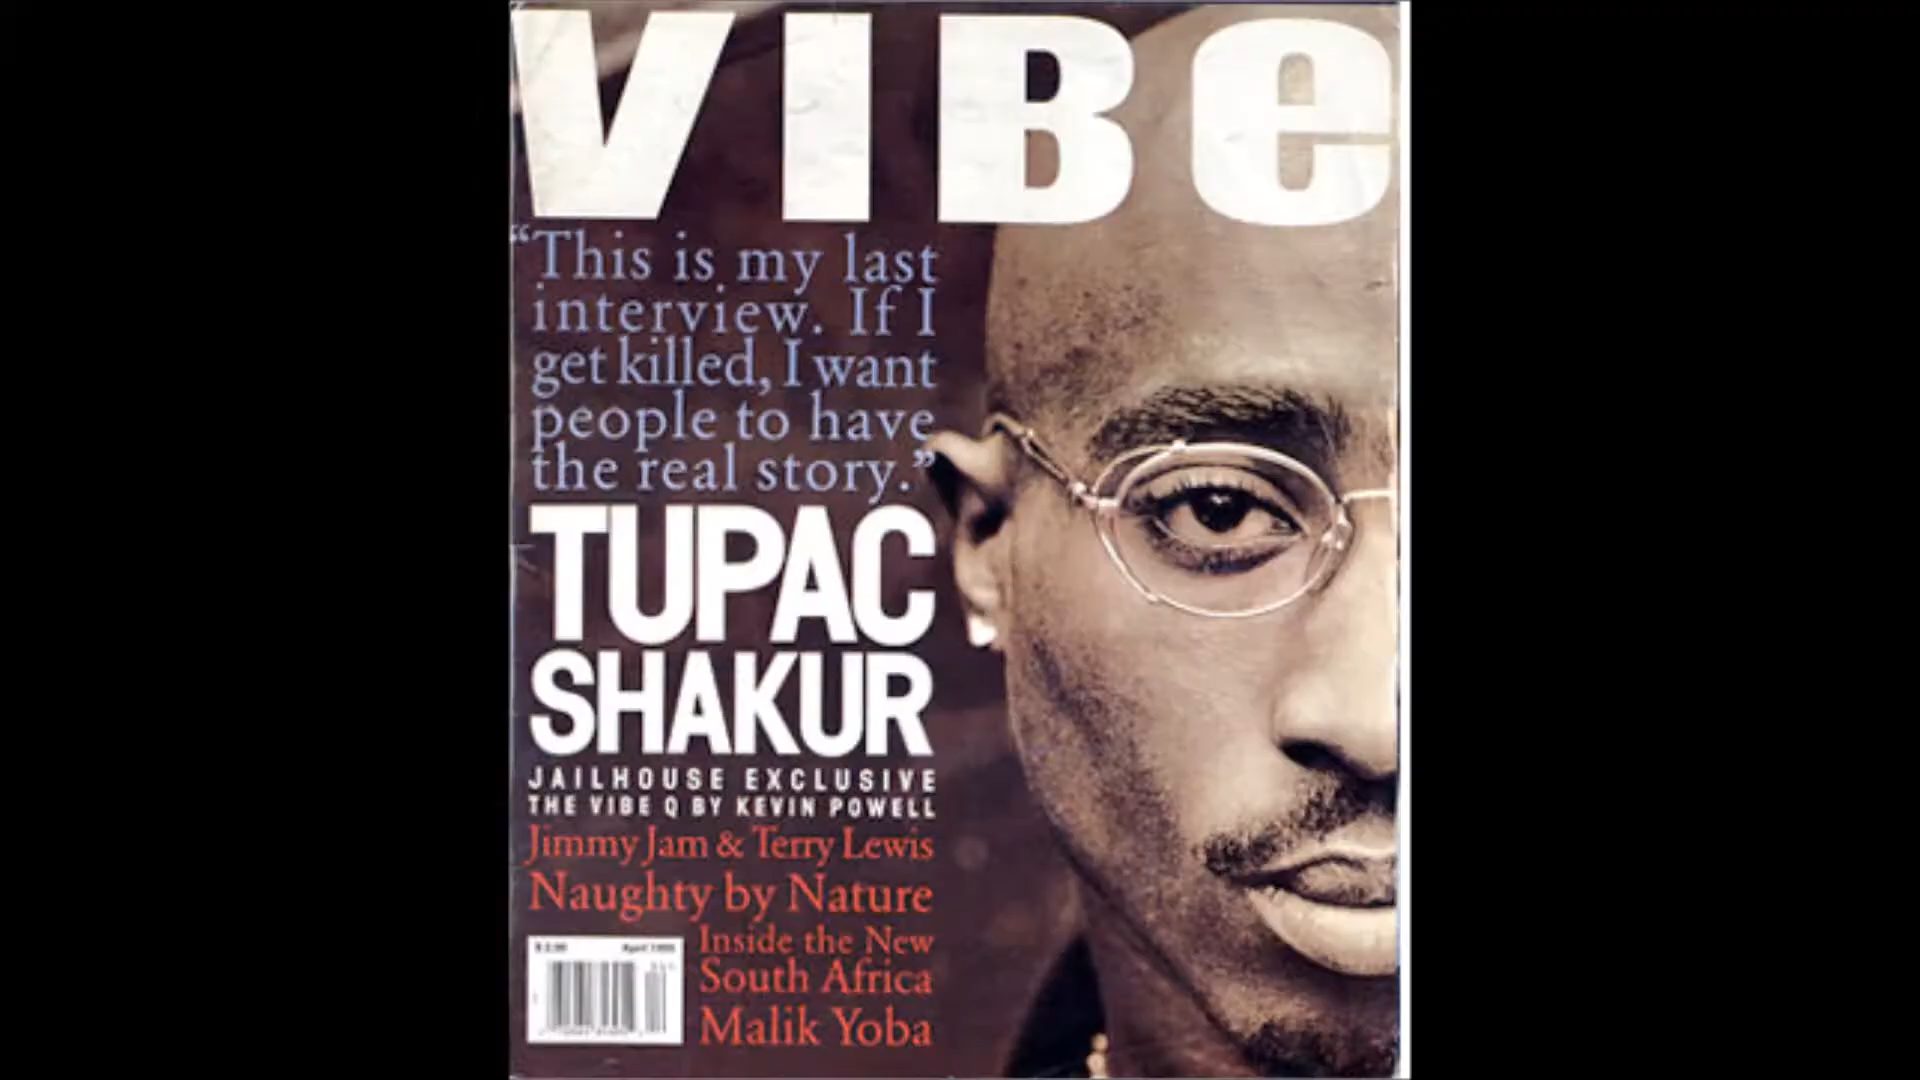 VIBE
“This is my last
interview. If I
get killed, I want
people to have
the real story.”
TUPAC
SHAKUR
JAILHOUSE EXCLUSIVE
THE VIBE Q BY KEVIN POWELL
Jimmy Jam & Terry Lewis
Naughty by Nature
Inside the New
South Africa
Malik Yoba
April 1995